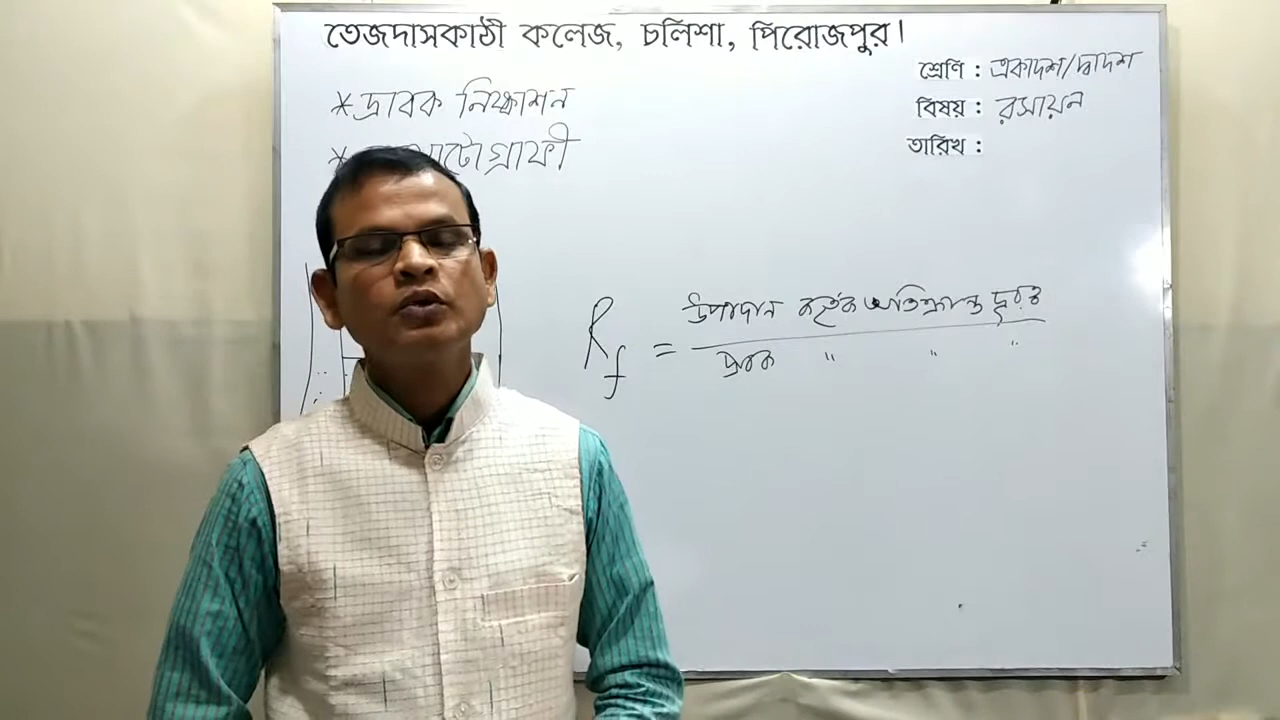 তেজদাসকাঠী কলেজ, চলিশা, পিরোজপুর।
শ্রেণি : একাদশ/দ্বাদশ
বিষয় : রসায়ন
তারিখ :
* দ্রাবক নিষ্কাশন
* টোগ্রাফী
Rf = উপাদান কর্তৃক অতিক্রান্ত দূরত্ব
দ্রাবক " " "